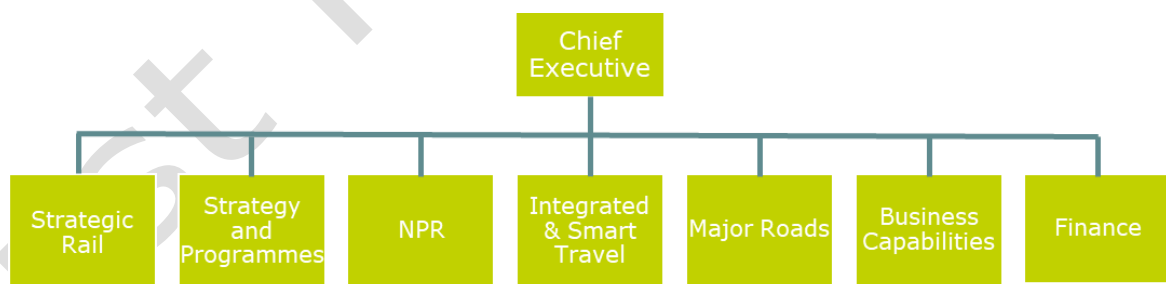 Chief
Executive
Strategic
Rail
Strategy
and
Programmes
NPR
Integrated
& Smart
Travel
Major Roads
Business
Capabilities
Finance